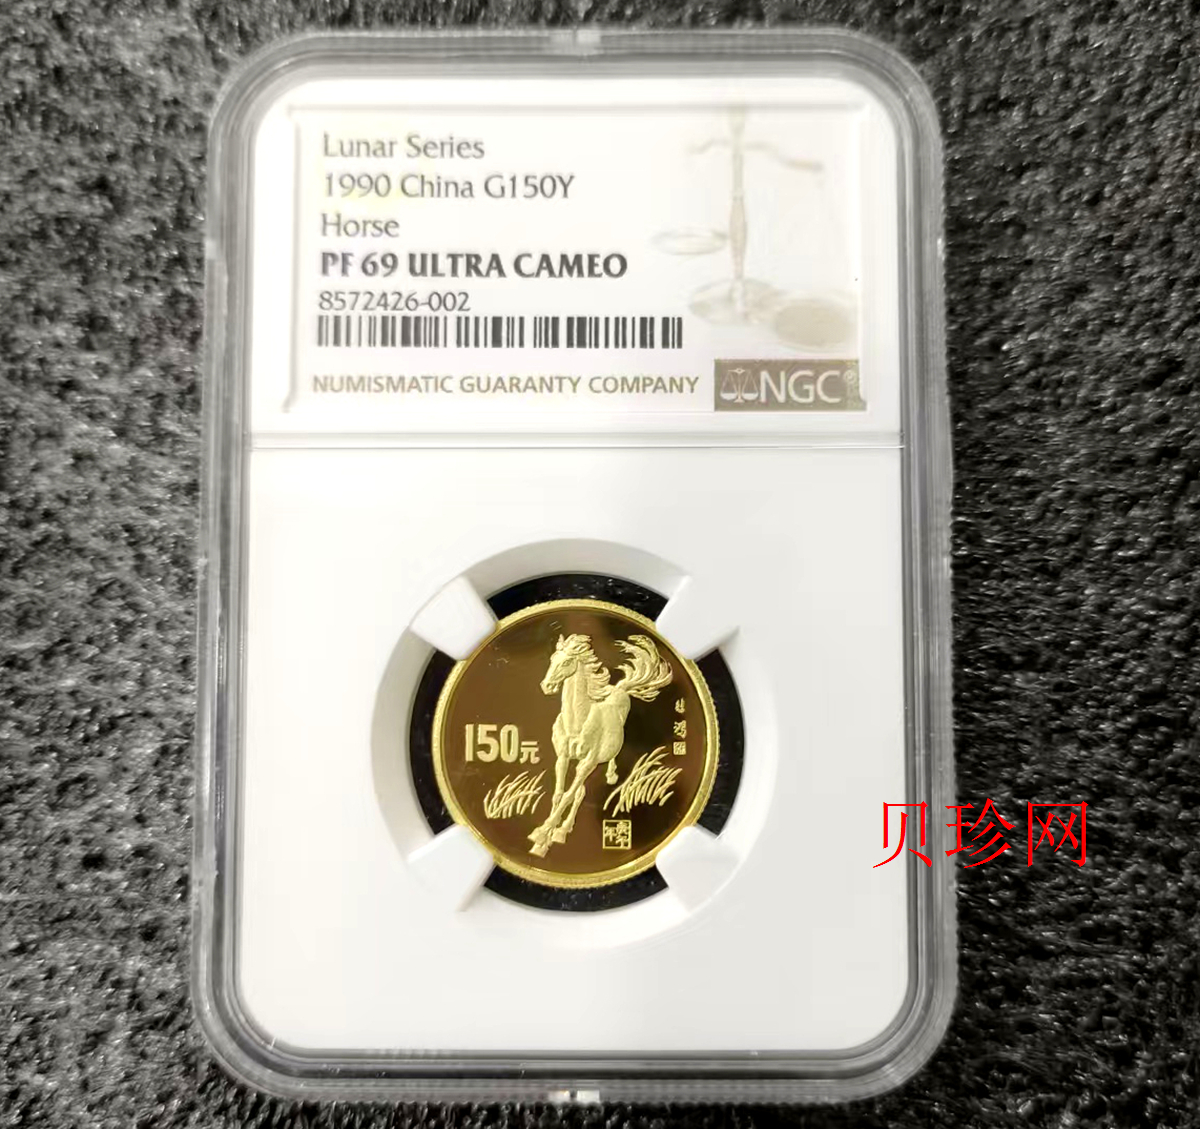 Lunar Series
1990 China G150Y
Horse
PF 69 ULTRA CAMEO
8572426-002
NUMISMATIC GUARANTY COMPANY
NGC®
150元
贝珍网